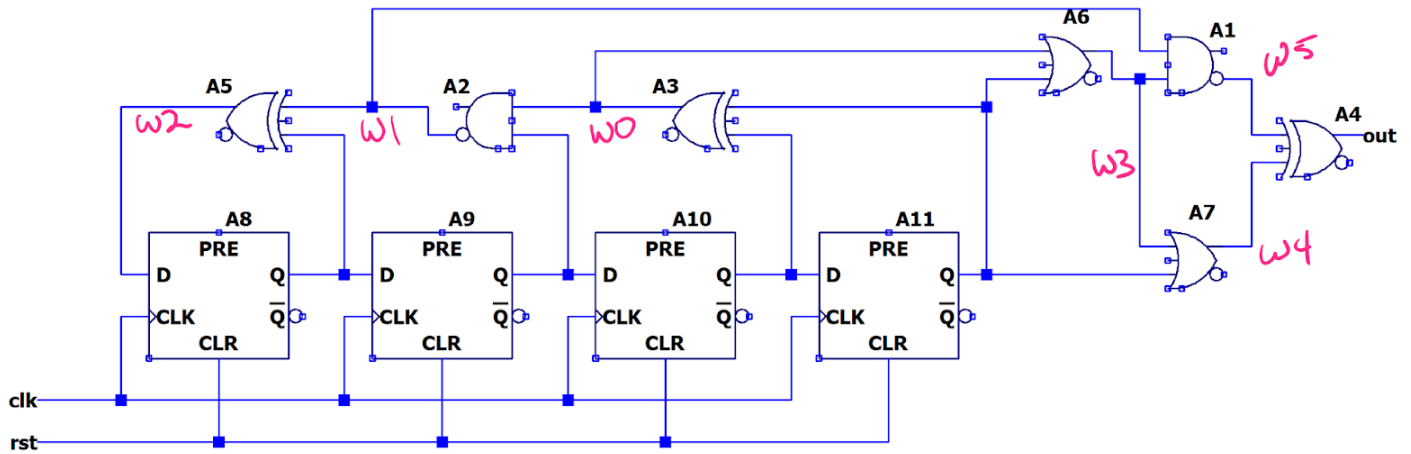 A6
A1
w5
A5
A2
A3
A4
w2
w1
w0
out
w3
A8
A9
A10
A11
A7
PRE
PRE
PRE
PRE
w4
D Q
D Q
D Q
D Q
CLK Q̅
CLK Q̅
CLK Q̅
CLK Q̅
CLR
CLR
CLR
CLR
clk
rst